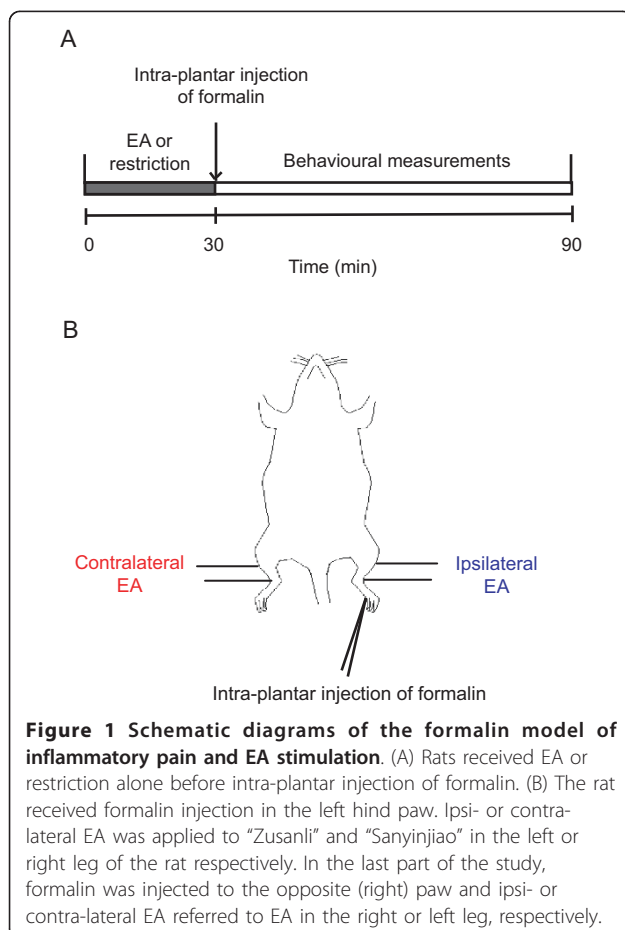 A
Intra-plantar injection
of formalin
EA or
restriction
Behavioural measurements
0 30 90
Time (min)
B
Contralateral
EA
Ipsilateral
EA
Intra-plantar injection of formalin
Figure 1 Schematic diagrams of the formalin model of
inflammatory pain and EA stimulation. (A) Rats received EA or
restriction alone before intra-plantar injection of formalin. (B) The rat
received formalin injection in the left hind paw. Ipsi- or contra-
lateral EA was applied to “Zusanli” and “Sanyinjiao” in the left or
right leg of the rat respectively. In the last part of the study,
formalin was injected to the opposite (right) paw and ipsi- or
contra-lateral EA referred to EA in the right or left leg, respectively.